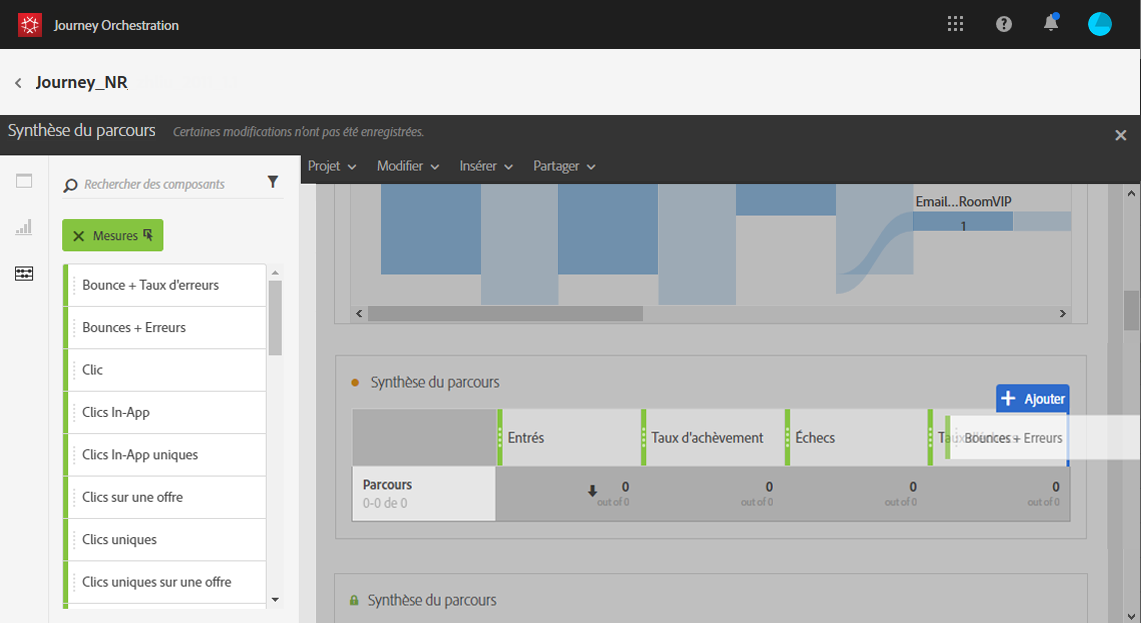 Journey Orchestration
Journey_NR
Synthèse du parcours
Certaines modifications n'ont pas été enregistrées.
Projet
Modifier
Insérer
Partager
Rechercher des composants
Mesures
Bounce + Taux d'erreurs
Bounces + Erreurs
Clic
Clics In-App
Clics In-App uniques
Clics sur une offre
Clics uniques
Clics uniques sur une offre
Email...RoomVIP
1
Synthèse du parcours
Ajouter
Entrés
Taux d'achèvement
Échecs
Bounces + Erreurs
Parcours
0-0 de 0
0
out of 0
0
out of 0
0
out of 0
0
out of 0
Synthèse du parcours